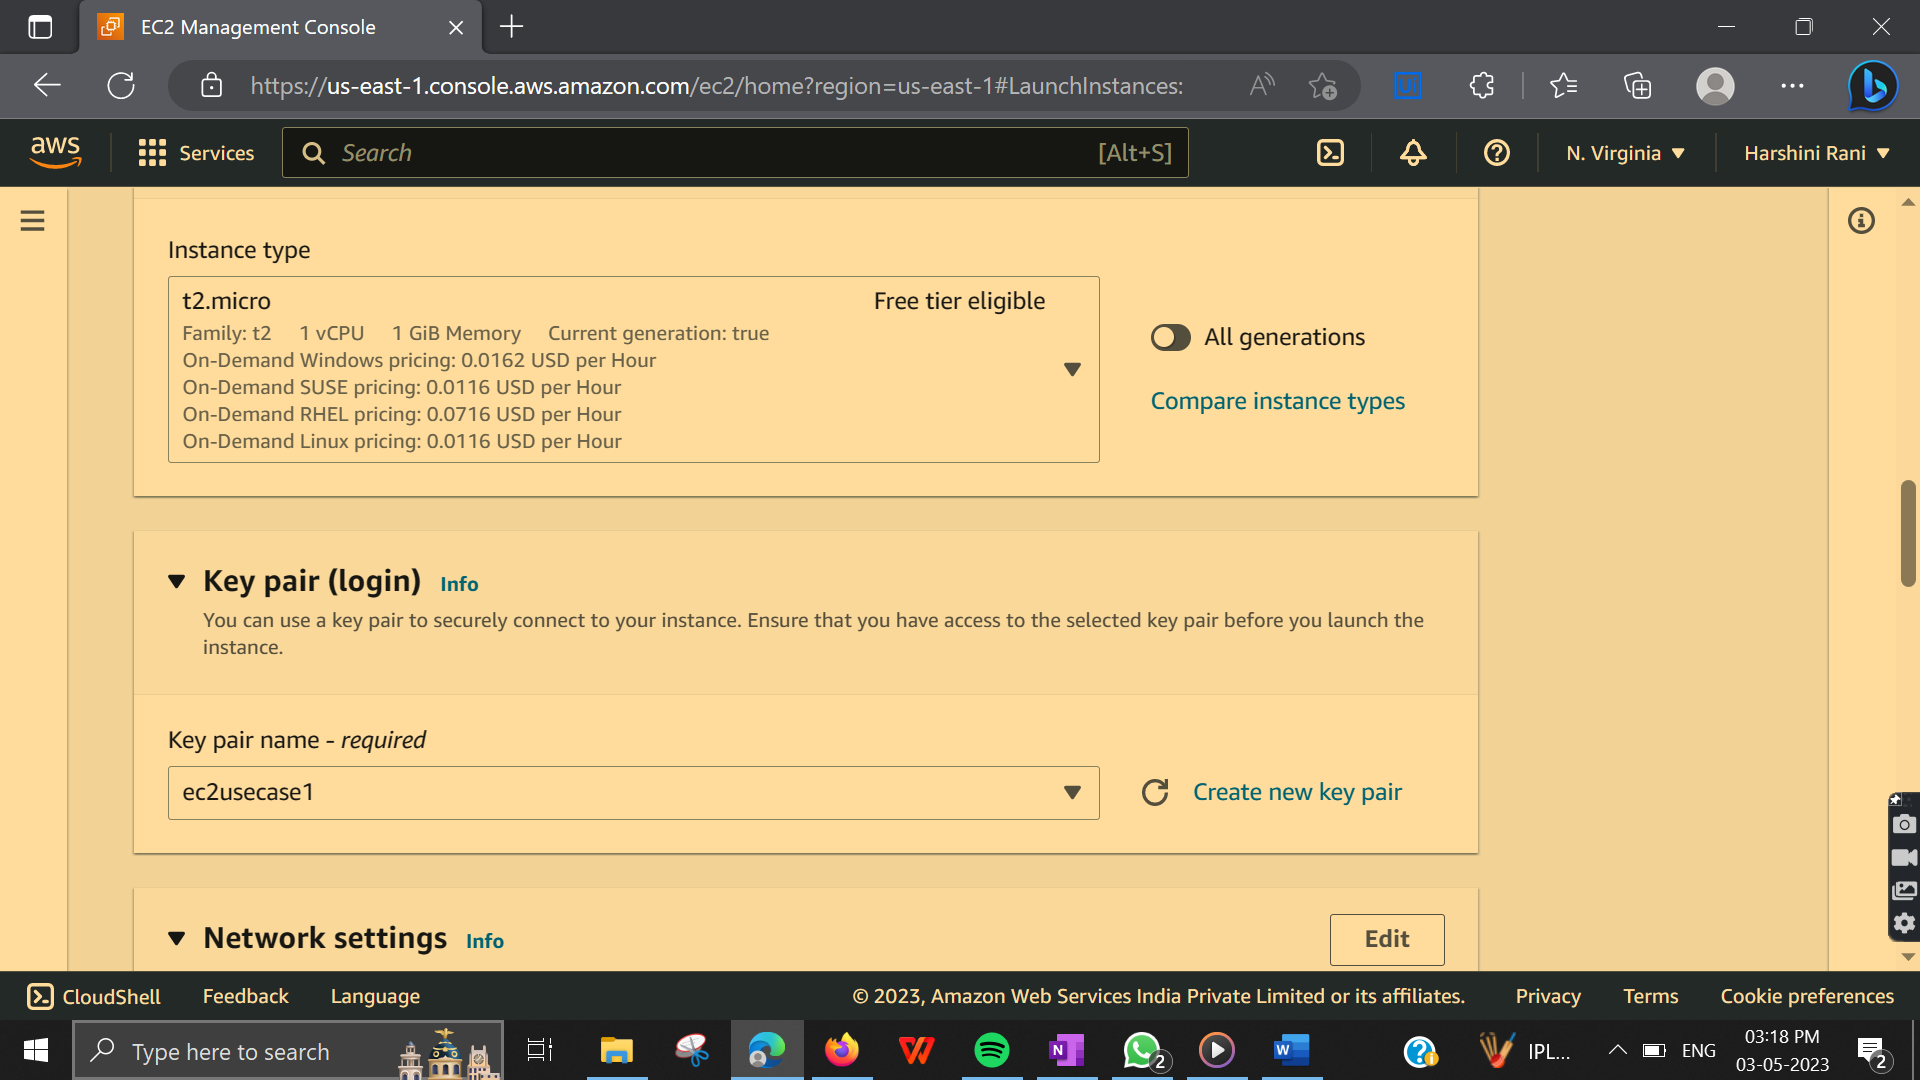 EC2 Management Console
https://us-east-1.console.aws.amazon.com/ec2/home?region=us-east-1#LaunchInstances:
aws
Services
Search
[Alt+S]
N. Virginia
Harshini Rani
Instance type
t2.micro
Free tier eligible
Family: t2 1 vCPU 1 GiB Memory Current generation: true
On-Demand Windows pricing: 0.0162 USD per Hour
On-Demand SUSE pricing: 0.0116 USD per Hour
On-Demand RHEL pricing: 0.0716 USD per Hour
On-Demand Linux pricing: 0.0116 USD per Hour
All generations
Compare instance types
Key pair (login) Info
You can use a key pair to securely connect to your instance. Ensure that you have access to the selected key pair before you launch the
instance.
Key pair name - required
ec2usecase1
Create new key pair
Network settings Info
Edit
CloudShell
Feedback
Language
© 2023, Amazon Web Services India Private Limited or its affiliates.
Privacy
Terms
Cookie preferences
Type here to search
2
IPL...
ENG
03:18 PM
03-05-2023
2